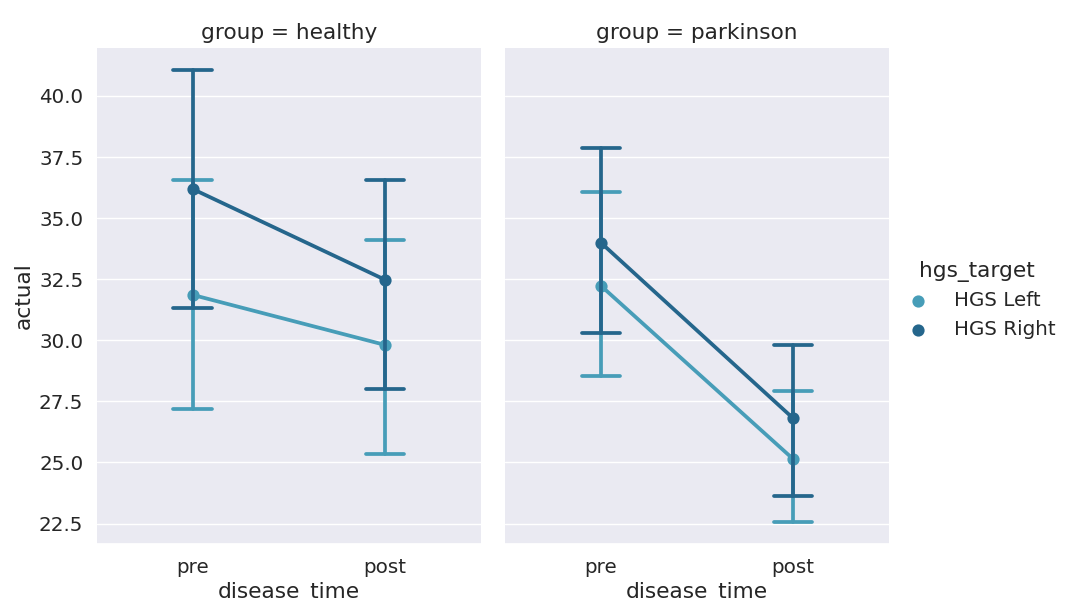 group = healthy
group = parkinson
40.0
37.5
35.0
32.5
30.0
27.5
25.0
22.5
actual
pre
post
pre
post
disease_time
disease_time
hgs_target
HGS Left
HGS Right